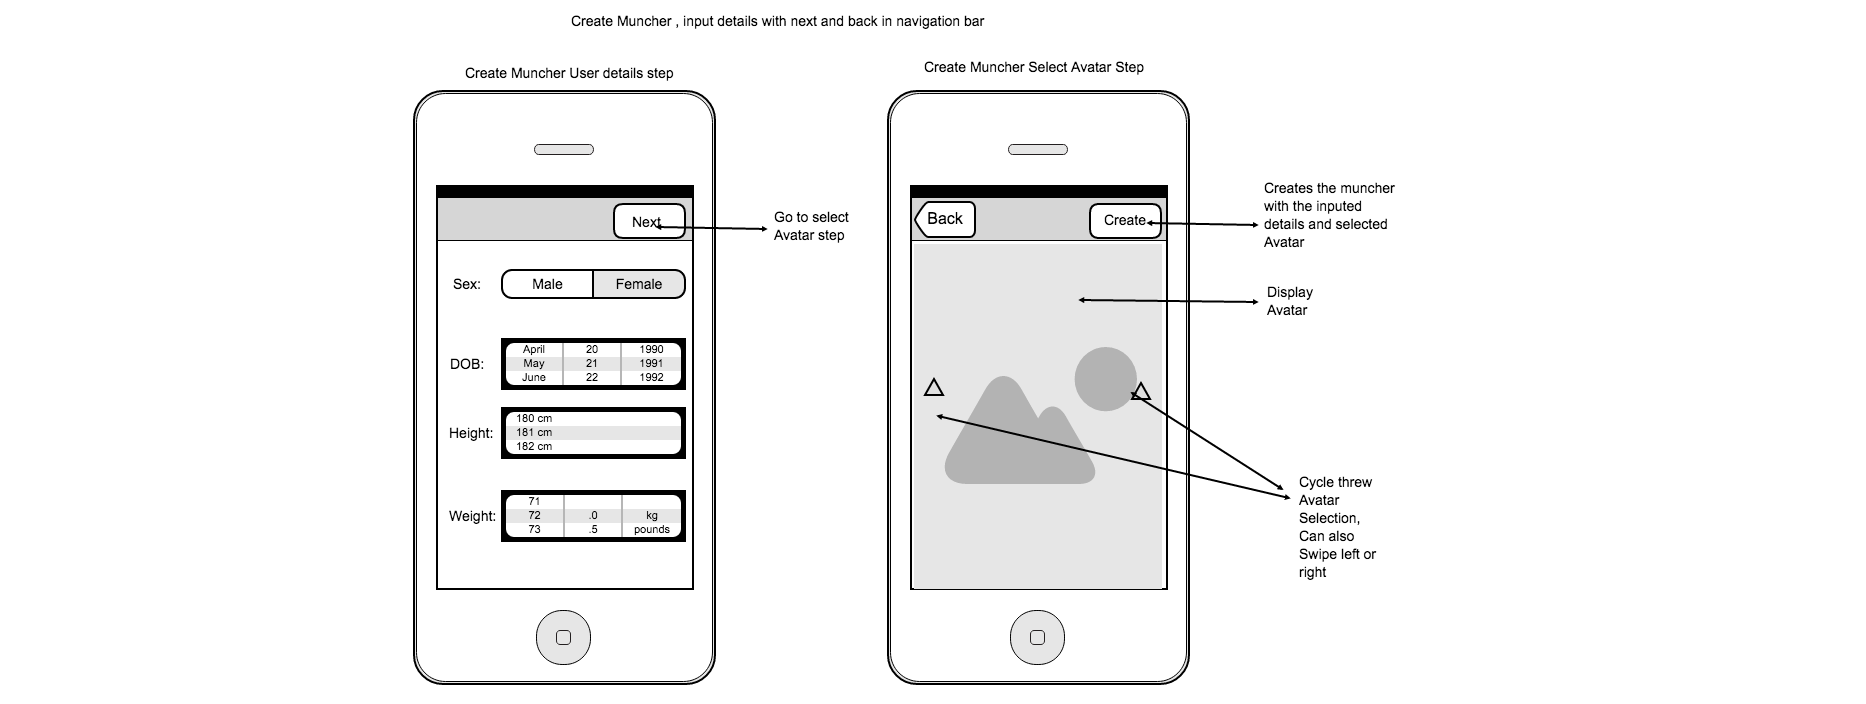 Create Muncher , input details with next and back in navigation bar
Create Muncher User details step
Next
Go to select
Avatar step
Sex:
Male
Female
DOB:
April 20 1990
May 21 1991
June 22 1992
Height:
180 cm
181 cm
182 cm
Weight:
71
72 .0 kg
73 .5 pounds
Create Muncher Select Avatar Step
Back
Create
Creates the muncher
with the inputed
details and selected
Avatar
Display
Avatar
Cycle threw
Avatar
Selection,
Can also
Swipe left or
right